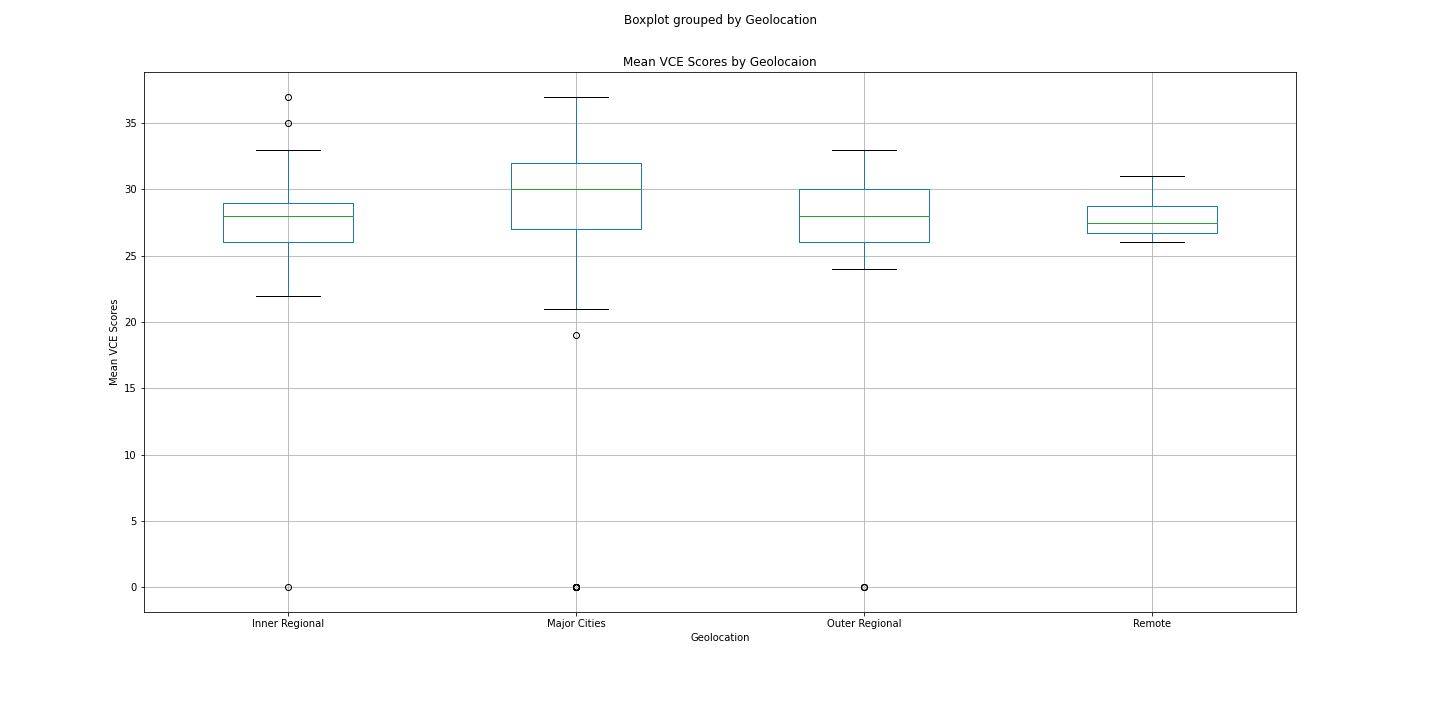 Boxplot grouped by Geolocation
Mean VCE Scores by Geolocaion
35
30
25
20
15
10
5
0
Mean VCE Scores
Inner Regional
Major Cities
Outer Regional
Remote
Geolocation